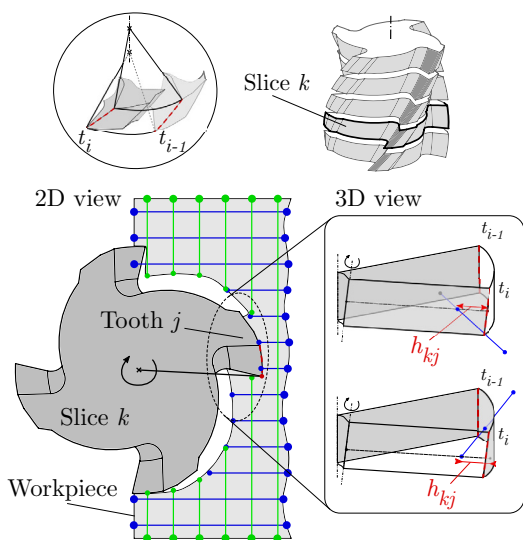 Slice k
t_i
t_{i-1}
2D view
3D view
t_{i-1}
t_i
h_{kj}
Tooth j
Slice k
t_{i-1}
t_i
h_{kj}
Workpiece